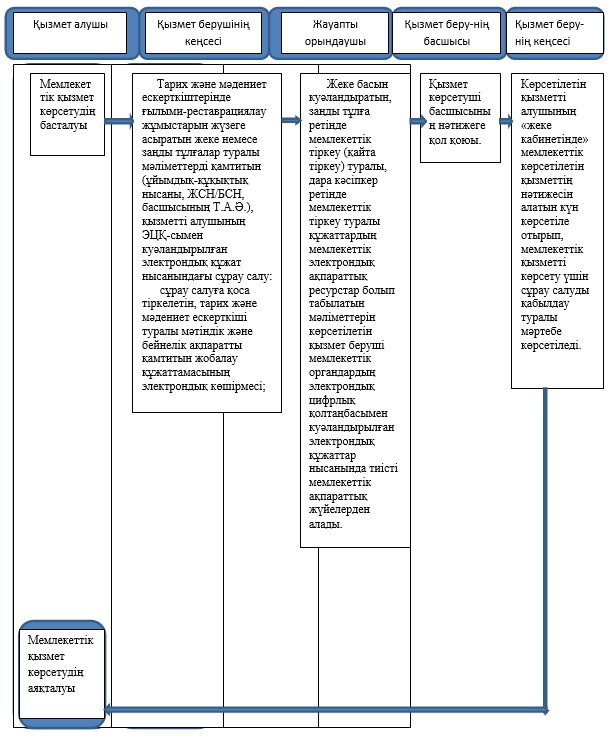 Қызмет алушы
Қызмет берушінің
кеңсесі
Жауапты
орындаушы
Қызмет беру-нің
басшысы
Қызмет беру-
нің кеңсесі
Мемлекет
тік қызмет
көрсетудің
басталуы
Тарих және мәдениет
ескерткіштерінде
ғылыми-реставрациялау
жұмыстарын жүзеге
асыратын жеке немесе
заңды тұлғалар туралы
мәліметтерді қамтитын
(ұйымдық-құқықтық
нысаны, ЖСН/БСН,
басшысының Т.А.Ә.),
қызметті алушының
ЭЦҚ-сымен
куәландырылған
электрондық құжат
нысанындағы сұрау салу:
сұрау салуға қоса
тіркелетін, тарих және
мәдениет ескерткіші
туралы мәтіндік және
бейнелік ақпаратты
қамтитын жобалау
құжаттамасының
электрондық көшірмесі;
Жеке басын
куәландыратын,
заңды тұлға
ретінде
мемлекеттік
тіркеу (қайта
тіркеу) туралы,
дара кәсіпкер
ретінде
мемлекеттік
тіркеу туралы
құжаттардың
мемлекеттік
электрондық
ақпараттық
ресурстар болып
табылатын
мәліметтерін
көрсетілетін
қызмет беруші
мемлекеттік
органдардың
электрондық
цифрлық
қолтаңбасымен
куәландырылған
электрондық
құжаттар
нысанында тиісті
мемлекеттік
ақпараттық
жүйелерден
алады.
Қызмет
көрсетуші
басшысыны
ң нәтижеге
қол қоюы.
Көрсетілетін
қызметті
алушының
«жеке
кабинетінде»
мемлекеттік
көрсетілетін
қызметтің
нәтижесін
алатын күн
көрсетіле
отырып,
мемлекеттік
қызметті
көрсету үшін
сұрау салуды
қабылдау
туралы
мәртебе
көрсетіледі.
Мемлекеттік
қызмет
көрсетудің
аяқталуы